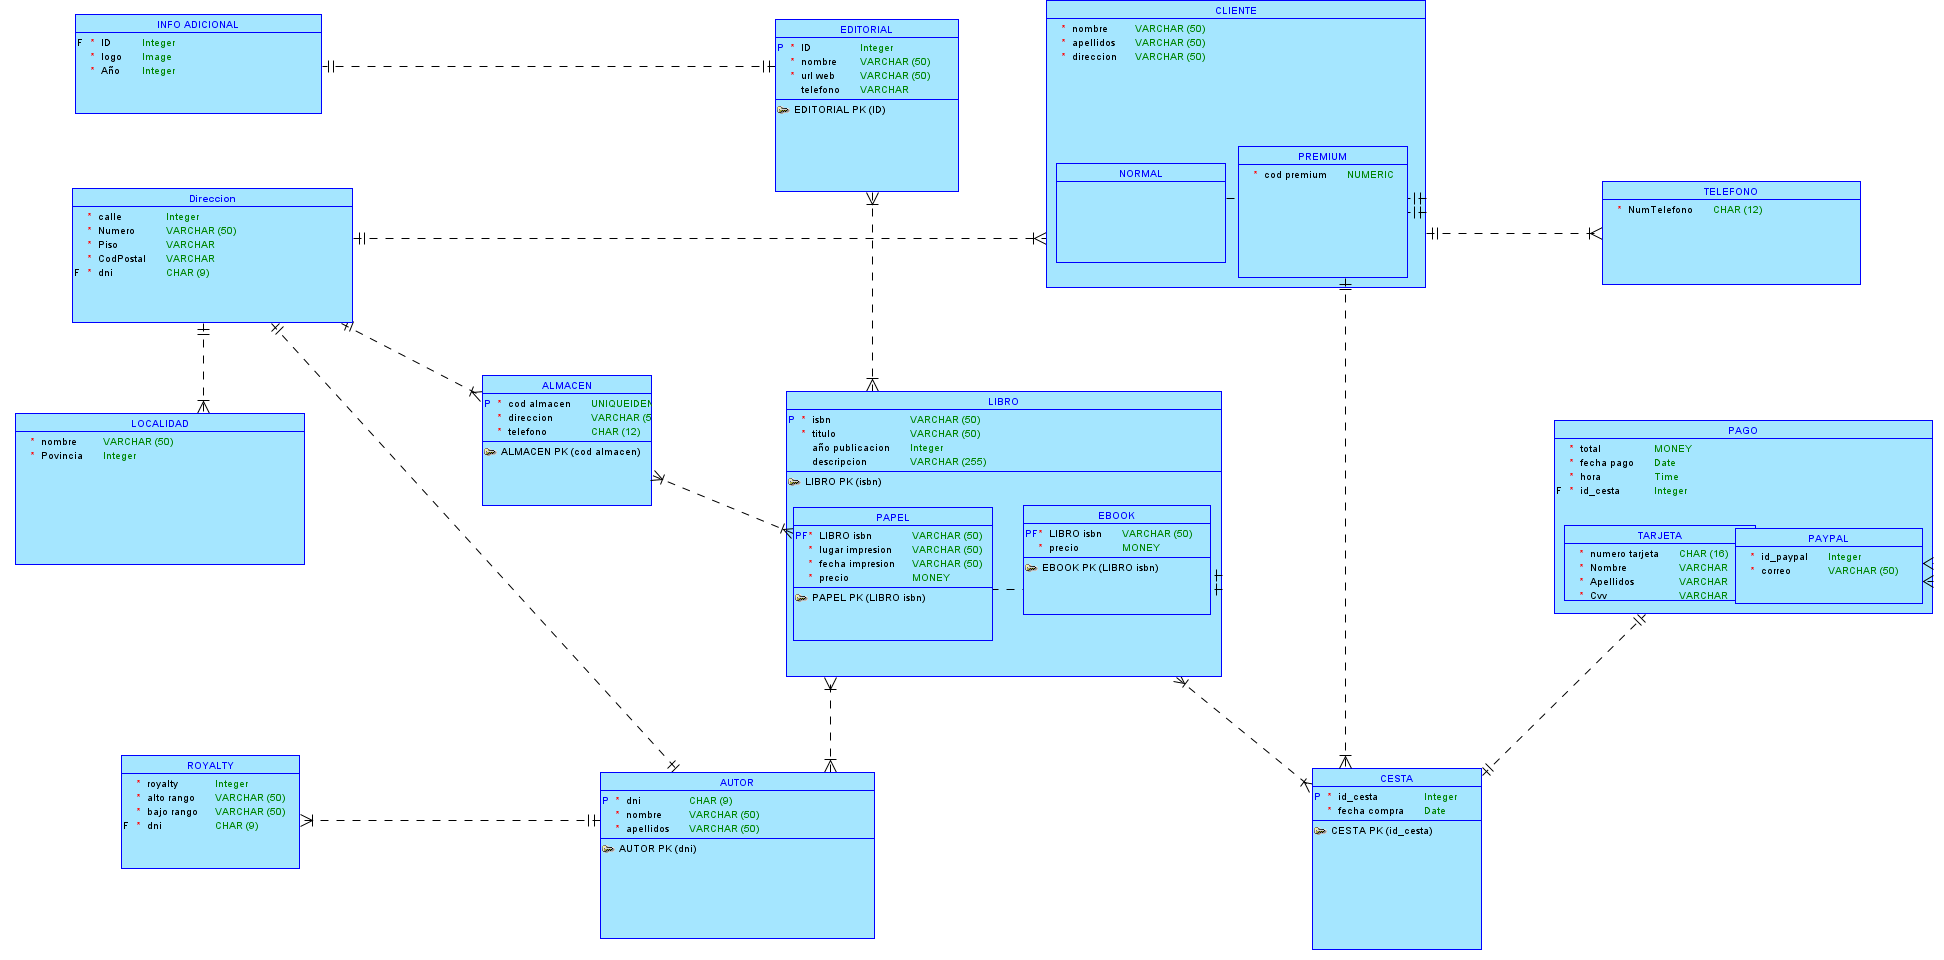 INFO ADICIONAL
F * ID Integer
* logo Image
* Año Integer
EDITORIAL
P * ID Integer
* nombre VARCHAR (50)
* url web VARCHAR (50)
telefono VARCHAR
EDITORIAL PK (ID)
CLIENTE
* nombre VARCHAR (50)
* apellidos VARCHAR (50)
* direccion VARCHAR (50)
NORMAL
PREMIUM
* cod premium NUMERIC
TELEFONO
* NumTelefono CHAR (12)
Direccion
* calle Integer
* Numero VARCHAR (50)
* Piso VARCHAR
* CodPostal VARCHAR
F * dni CHAR (9)
LOCALIDAD
* nombre VARCHAR (50)
* Povincia Integer
ALMACEN
P * cod almacen UNIQUEIDEN
* direccion VARCHAR (5
* telefono CHAR (12)
ALMACEN PK (cod almacen)
LIBRO
P * isbn VARCHAR (50)
* titulo VARCHAR (50)
año publicacion Integer
descripcion VARCHAR (255)
LIBRO PK (isbn)
PAPEL
PF* LIBRO isbn VARCHAR (50)
* lugar impresion VARCHAR (50)
* fecha impresion VARCHAR (50)
* precio MONEY
PAPEL PK (LIBRO isbn)
EBOOK
PF* LIBRO isbn VARCHAR (50)
* precio MONEY
EBOOK PK (LIBRO isbn)
PAGO
* total MONEY
* fecha pago Date
* hora Time
F * id_cesta Integer
TARJETA
* numero tarjeta CHAR (16)
* Nombre VARCHAR
* Apellidos VARCHAR
* Cvv VARCHAR
PAYPAL
* id_paypal Integer
* correo VARCHAR (50)
ROYALTY
* royalty Integer
* alto rango VARCHAR (50)
* bajo rango VARCHAR (50)
F * dni CHAR (9)
AUTOR
P * dni CHAR (9)
* nombre VARCHAR (50)
* apellidos VARCHAR (50)
AUTOR PK (dni)
CESTA
P * id_cesta Integer
* fecha compra Date
CESTA PK (id_cesta)